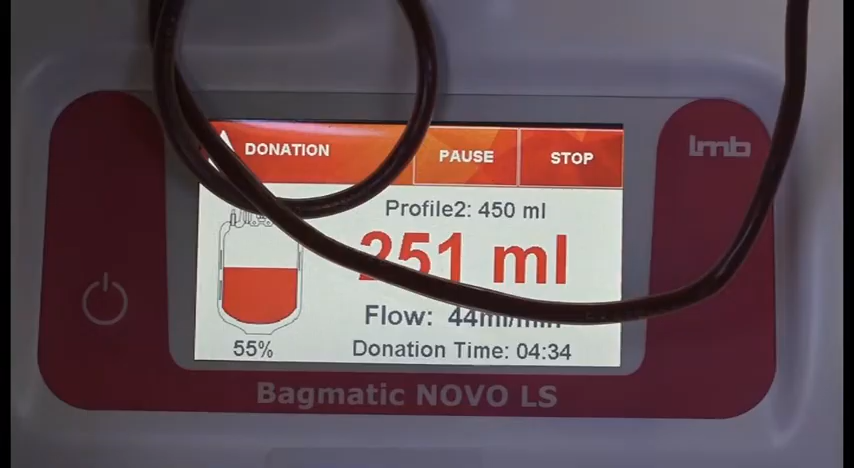 DONATION
PAUSE
STOP
lmb
Profile2: 450 ml
251 ml
Flow: 44ml/min
55%
Donation Time: 04:34
Bagmatic NOVO LS